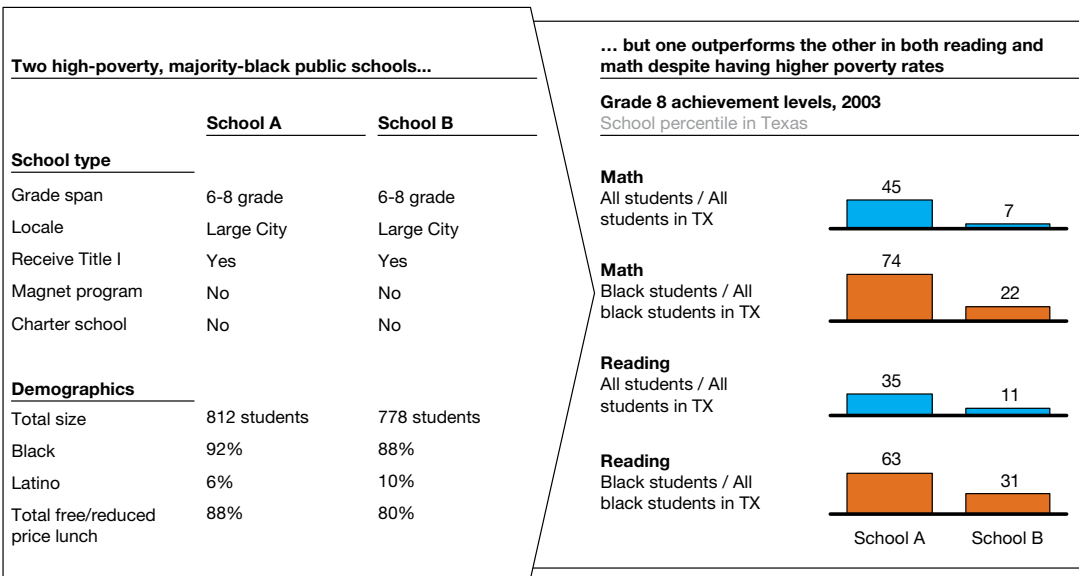 Two high-poverty, majority-black public schools...
School A School B
School type
Grade span 6-8 grade 6-8 grade
Locale Large City Large City
Receive Title I Yes Yes
Magnet program No No
Charter school No No
Demographics
Total size 812 students 778 students
Black 92% 88%
Latino 6% 10%
Total free/reduced 88% 80%
price lunch
… but one outperforms the other in both reading and
math despite having higher poverty rates
Grade 8 achievement levels, 2003
School percentile in Texas
Math
All students / All
students in TX
45 7
Math
Black students / All
black students in TX
74 22
Reading
All students / All
students in TX
35 11
Reading
Black students / All
black students in TX
63 31
School A School B